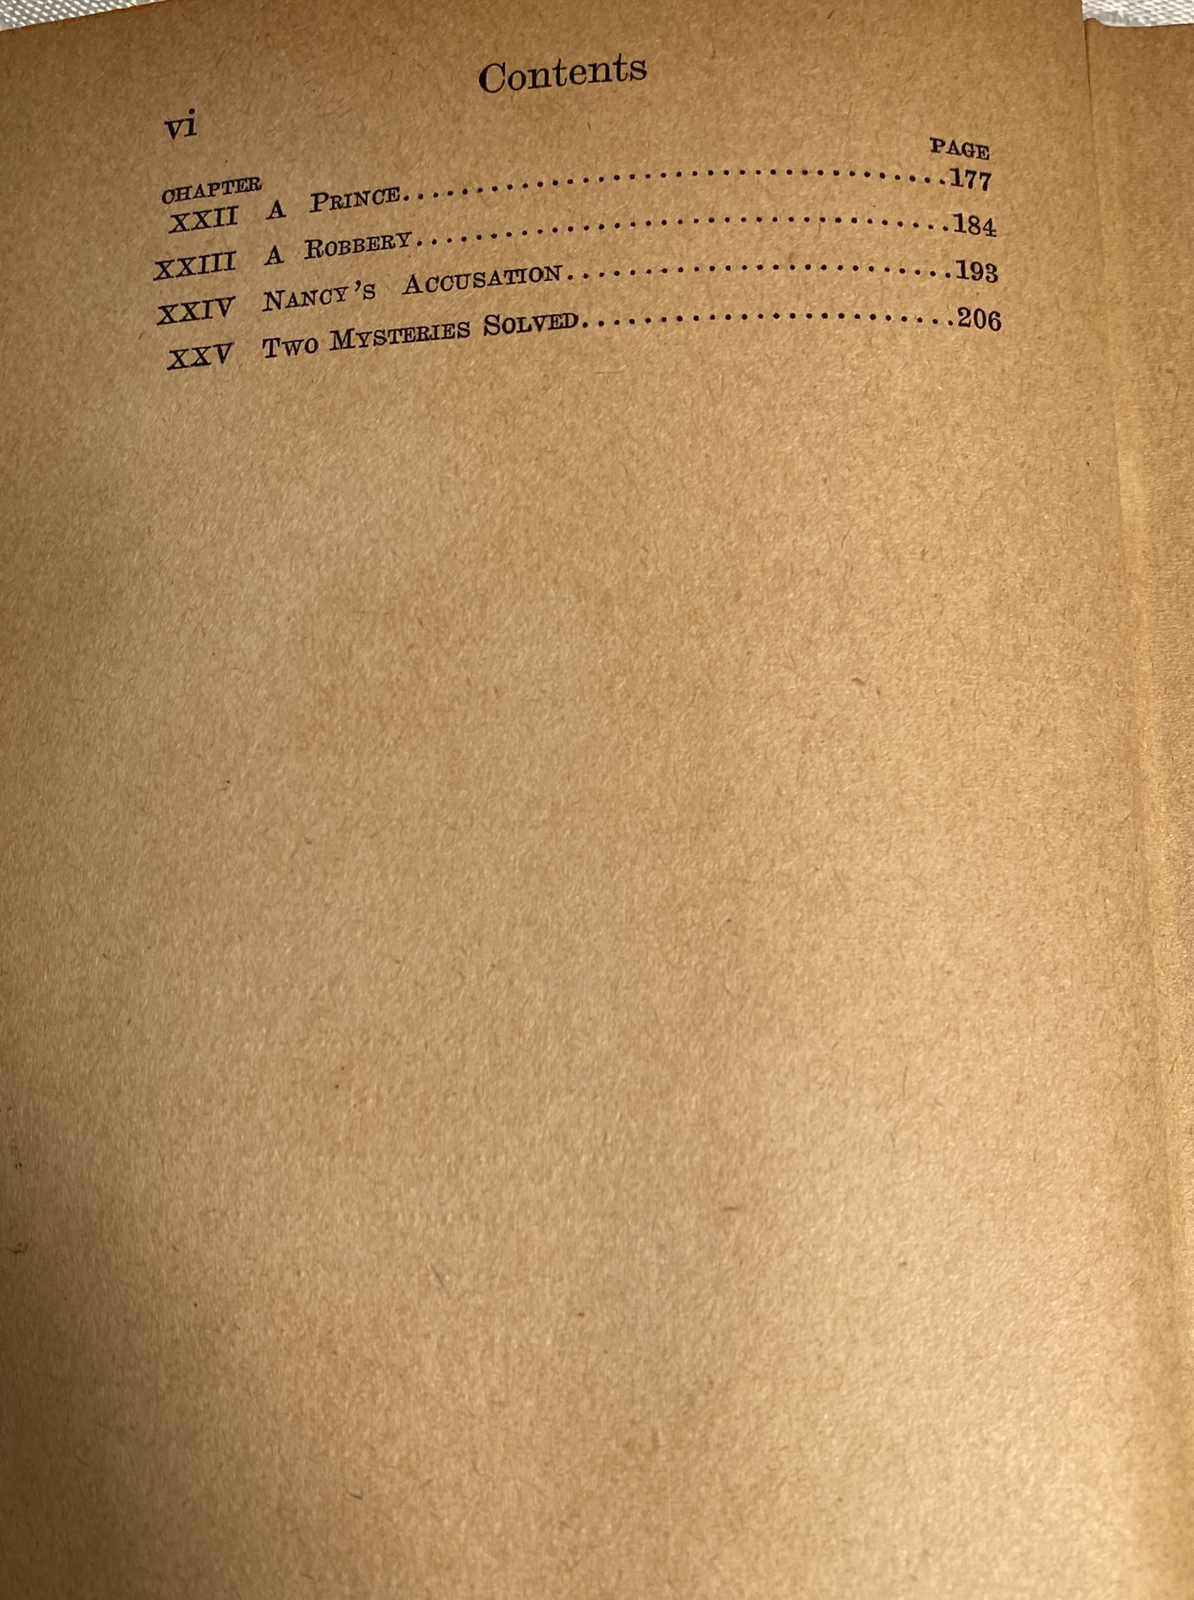 Contents
vi
CHAPTER PAGE
XXII A PRINCE........................................177
XXIII A ROBBERY.....................................184
XXIV NANCY'S ACCUSATION..........................193
XXV TWO MYSTERIES SOLVED.........................206